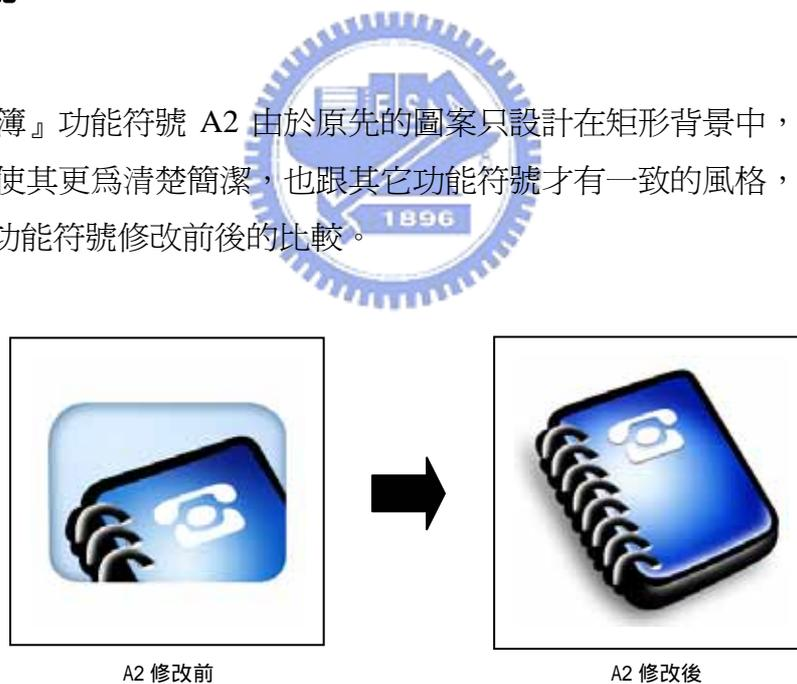 簿』功能符號 A2 由於原先的圖案只設計在矩形背景中，
使其更為清楚簡潔，也跟其它功能符號才有一致的風格，
功能符號修改前後的比較。
1896
A2 修改前
A2 修改後